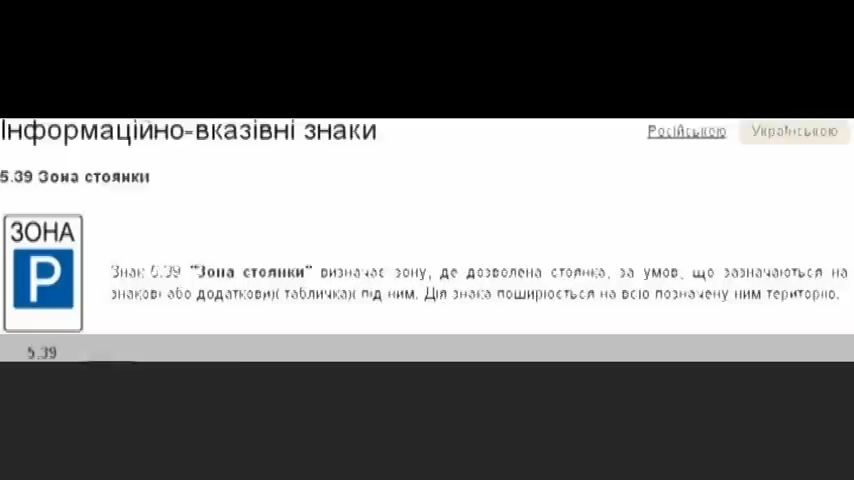 Інформаційно-вказівні знаки
Російською
Українською
5.39 Зона стоянки
ЗОНА
P
Знак 5.39 "Зона стоянки" визначає зону, де дозволена стоянка, за умов, що зазначаються на
знакові або додаткових табличках під ним. Дія знака поширюється на всю позначену ним територію.
5.39